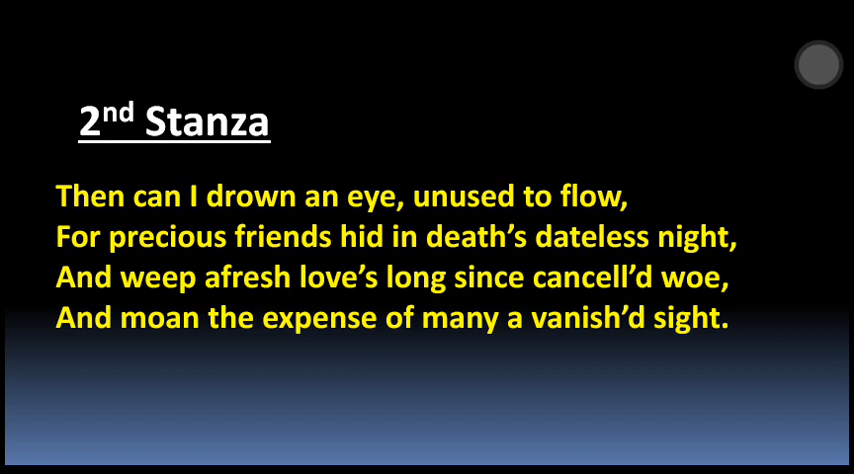 2nd Stanza
Then can I drown an eye, unused to flow,
For precious friends hid in death’s dateless night,
And weep afresh love’s long since cancell’d woe,
And moan the expense of many a vanish’d sight.